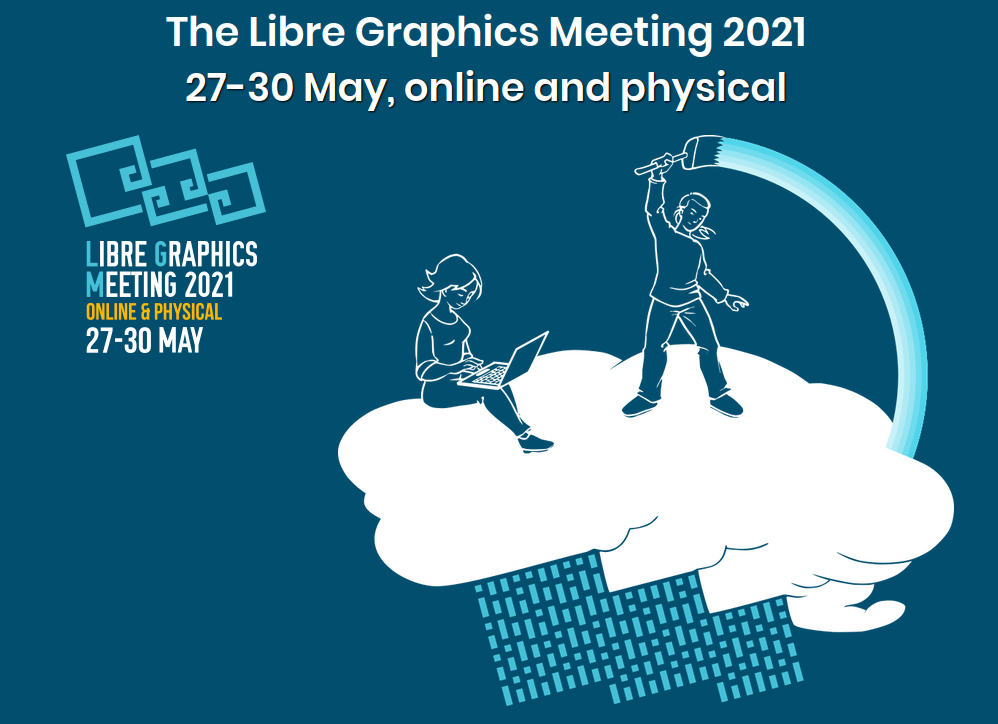 The Libre Graphics Meeting 2021
27-30 May, online and physical
LIBRE GRAPHICS
MEETING 2021
ONLINE & PHYSICAL
27-30 MAY